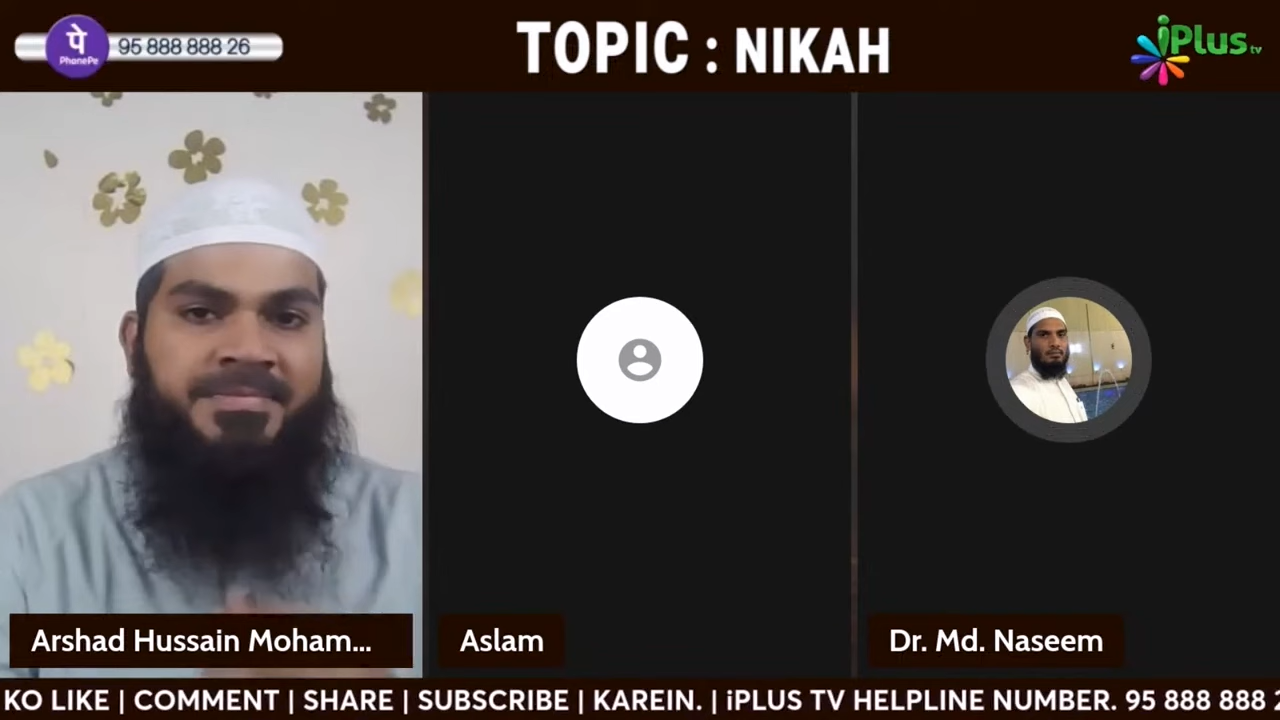 पे
PhonePe
95 888 888 26
TOPIC : NIKAH
iPlus tv
Arshad Hussain Moham...
Aslam
Dr. Md. Naseem
KO LIKE | COMMENT | SHARE | SUBSCRIBE | KAREIN. | iPLUS TV HELPLINE NUMBER. 95 888 888 2